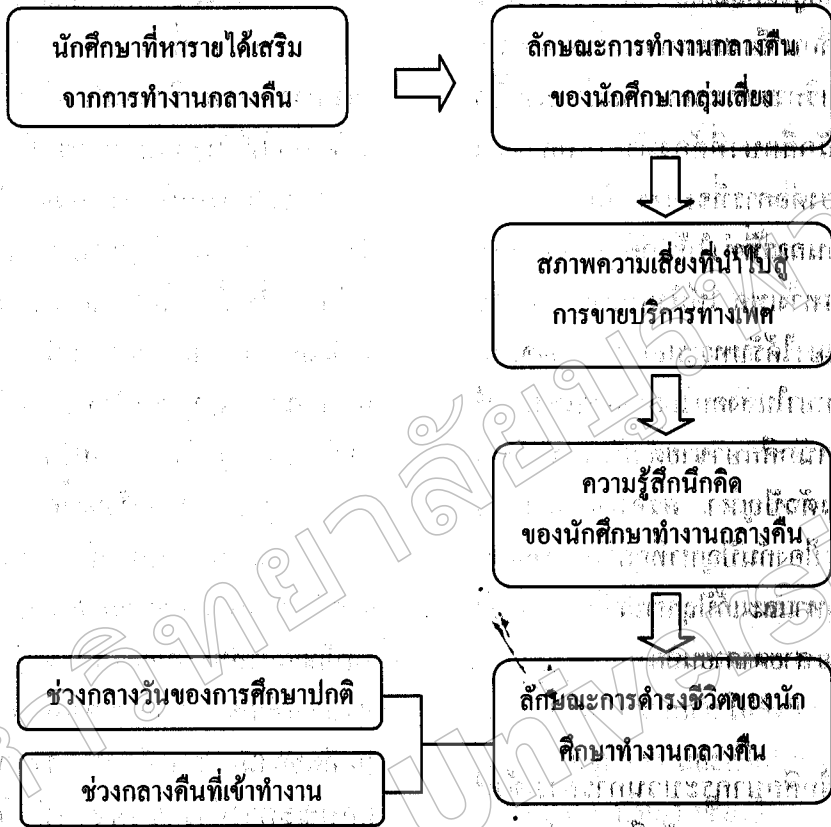 นักศึกษาที่หารายได้เสริม
จากการทำงานกลางคืน
ลักษณะการทำงานกลางคืน
ของนักศึกษากลุ่มเสี่ยง
สภาพความเสี่ยงที่นำไปสู่
การขายบริการทางเพศ
ความรู้สึกนึกคิด
ของนักศึกษาทำงานกลางคืน
ช่วงกลางวันของการศึกษาปกติ
ช่วงกลางคืนที่เข้าทำงาน
ลักษณะการดำรงชีวิตของนัก
ศึกษาทำงานกลางคืน